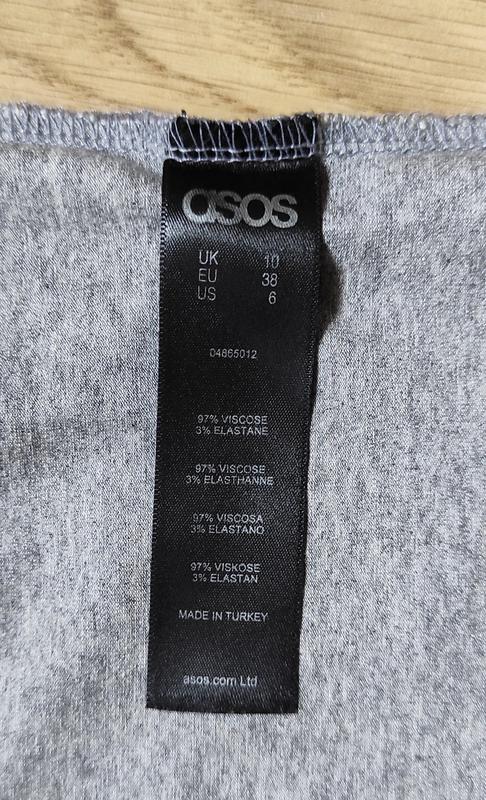 asos
UK 10
EU 38
US 6
04865012
97% VISCOSE
3% ELASTANE
97% VISCOSE
3% ELASTHANNE
97% VISCOSA
3% ELASTANO
97% VISKOSE
3% ELASTAN
MADE IN TURKEY
asos.com Ltd